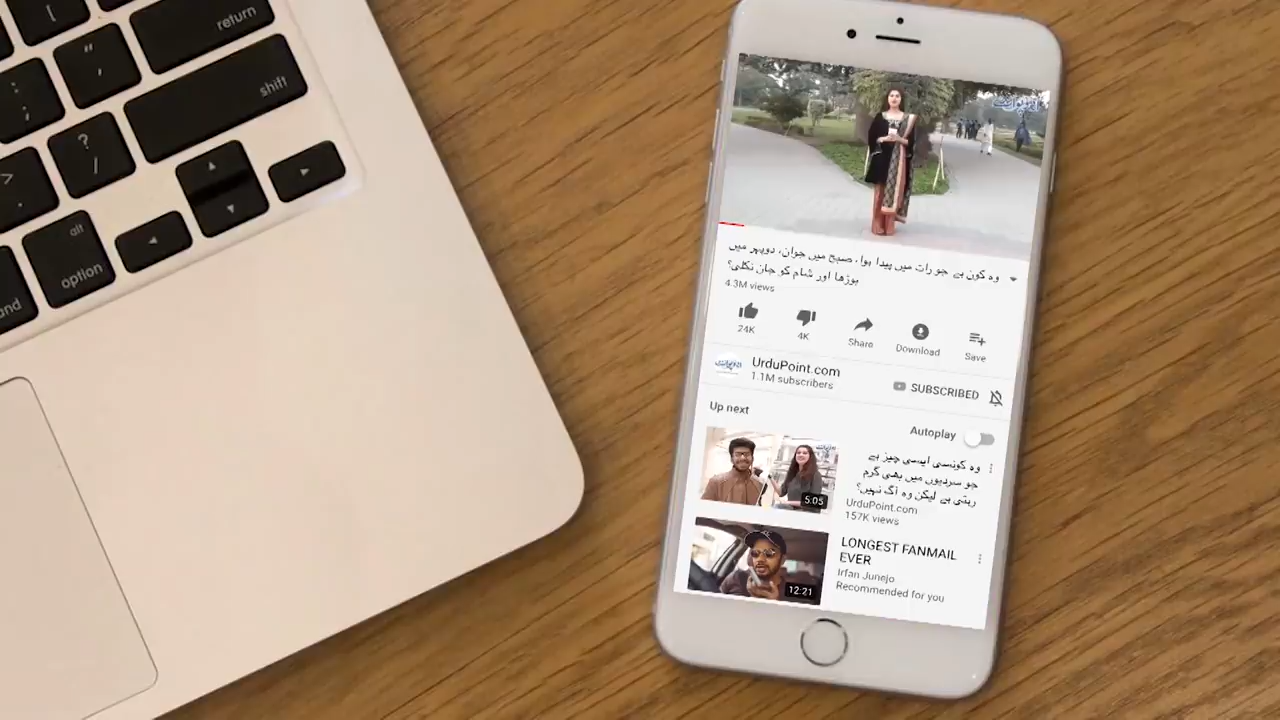 return
shift
alt
option
اردوپوائنٹ
وہ کون ہے جو رات میں پیدا ہوا، صبح میں جوان، دوپہر میں
بوڑھا اور شام کو جان نکلی؟
4.3M views
24K
4K
Share
Download
Save
اردوپوائنٹ
UrduPoint.com
1.1M subscribers
SUBSCRIBED
Up next
Autoplay
وہ کونسی ایسی چیز ہے
جو سردیوں میں بھی گرم
رہتی ہے لیکن وہ آگ نہیں؟
5:05
UrduPoint.com
157K views
LONGEST FANMAIL
EVER
Irfan Junejo
Recommended for you
12:21